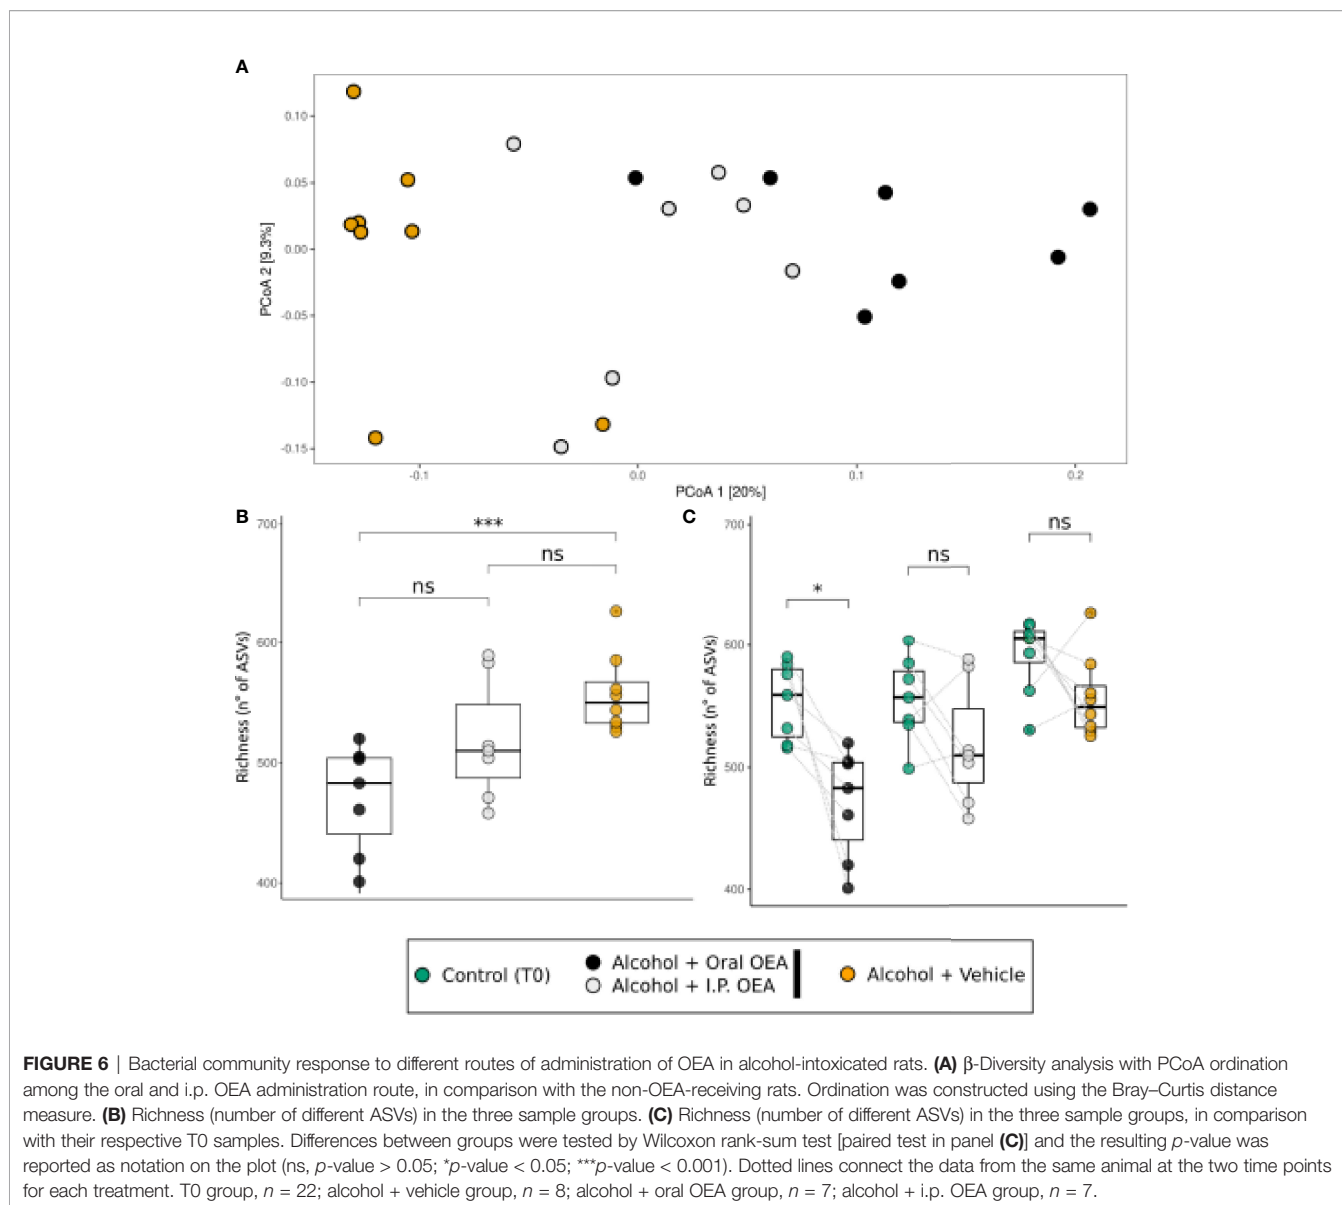 A
0.10
0.05
0.00
-0.05
-0.10
-0.15
PCoA 2 [9.3%]
-0.1
0.0
0.1
0.2
PCoA 1 [20%]
B
700
600
500
400
Richness (n° of ASVs)
***
ns
ns
C
700
600
500
400
Richness (n° of ASVs)
*
ns
ns
Control (T0)
Alcohol + Oral OEA
Alcohol + I.P. OEA
Alcohol + Vehicle
FIGURE 6 | Bacterial community response to different routes of administration of OEA in alcohol-intoxicated rats. (A) β-Diversity analysis with PCoA ordination
among the oral and i.p. OEA administration route, in comparison with the non-OEA-receiving rats. Ordination was constructed using the Bray–Curtis distance
measure. (B) Richness (number of different ASVs) in the three sample groups. (C) Richness (number of different ASVs) in the three sample groups, in comparison
with their respective T0 samples. Differences between groups were tested by Wilcoxon rank-sum test [paired test in panel (C)] and the resulting p-value was
reported as notation on the plot (ns, p-value > 0.05; *p-value < 0.05; ***p-value < 0.001). Dotted lines connect the data from the same animal at the two time points
for each treatment. T0 group, n = 22; alcohol + vehicle group, n = 8; alcohol + oral OEA group, n = 7; alcohol + i.p. OEA group, n = 7.